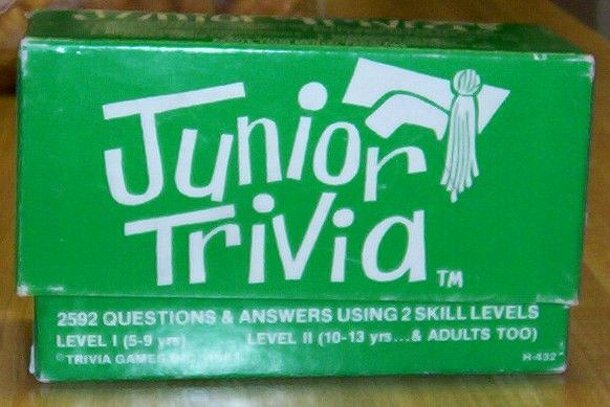 Junior
Trivia TM
2592 QUESTIONS & ANSWERS USING 2 SKILL LEVELS
LEVEL I (5-9 yrs) LEVEL II (10-13 yrs...& ADULTS TOO)
© TRIVIA GAMES H-432